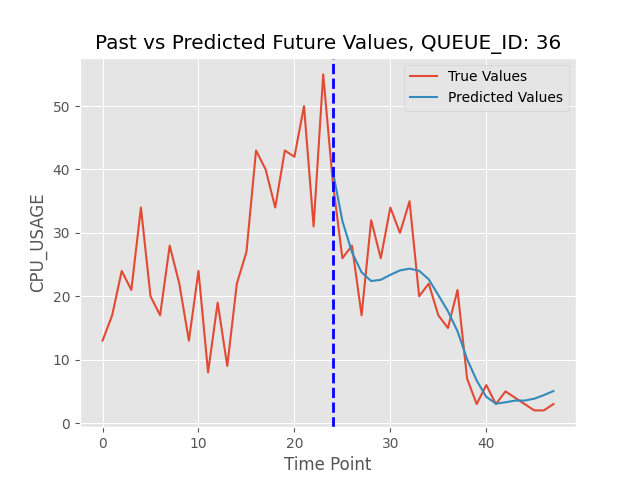 Past vs Predicted Future Values, QUEUE_ID: 36
True Values
Predicted Values
CPU_USAGE
50
40
30
20
10
0
0 10 20 30 40
Time Point